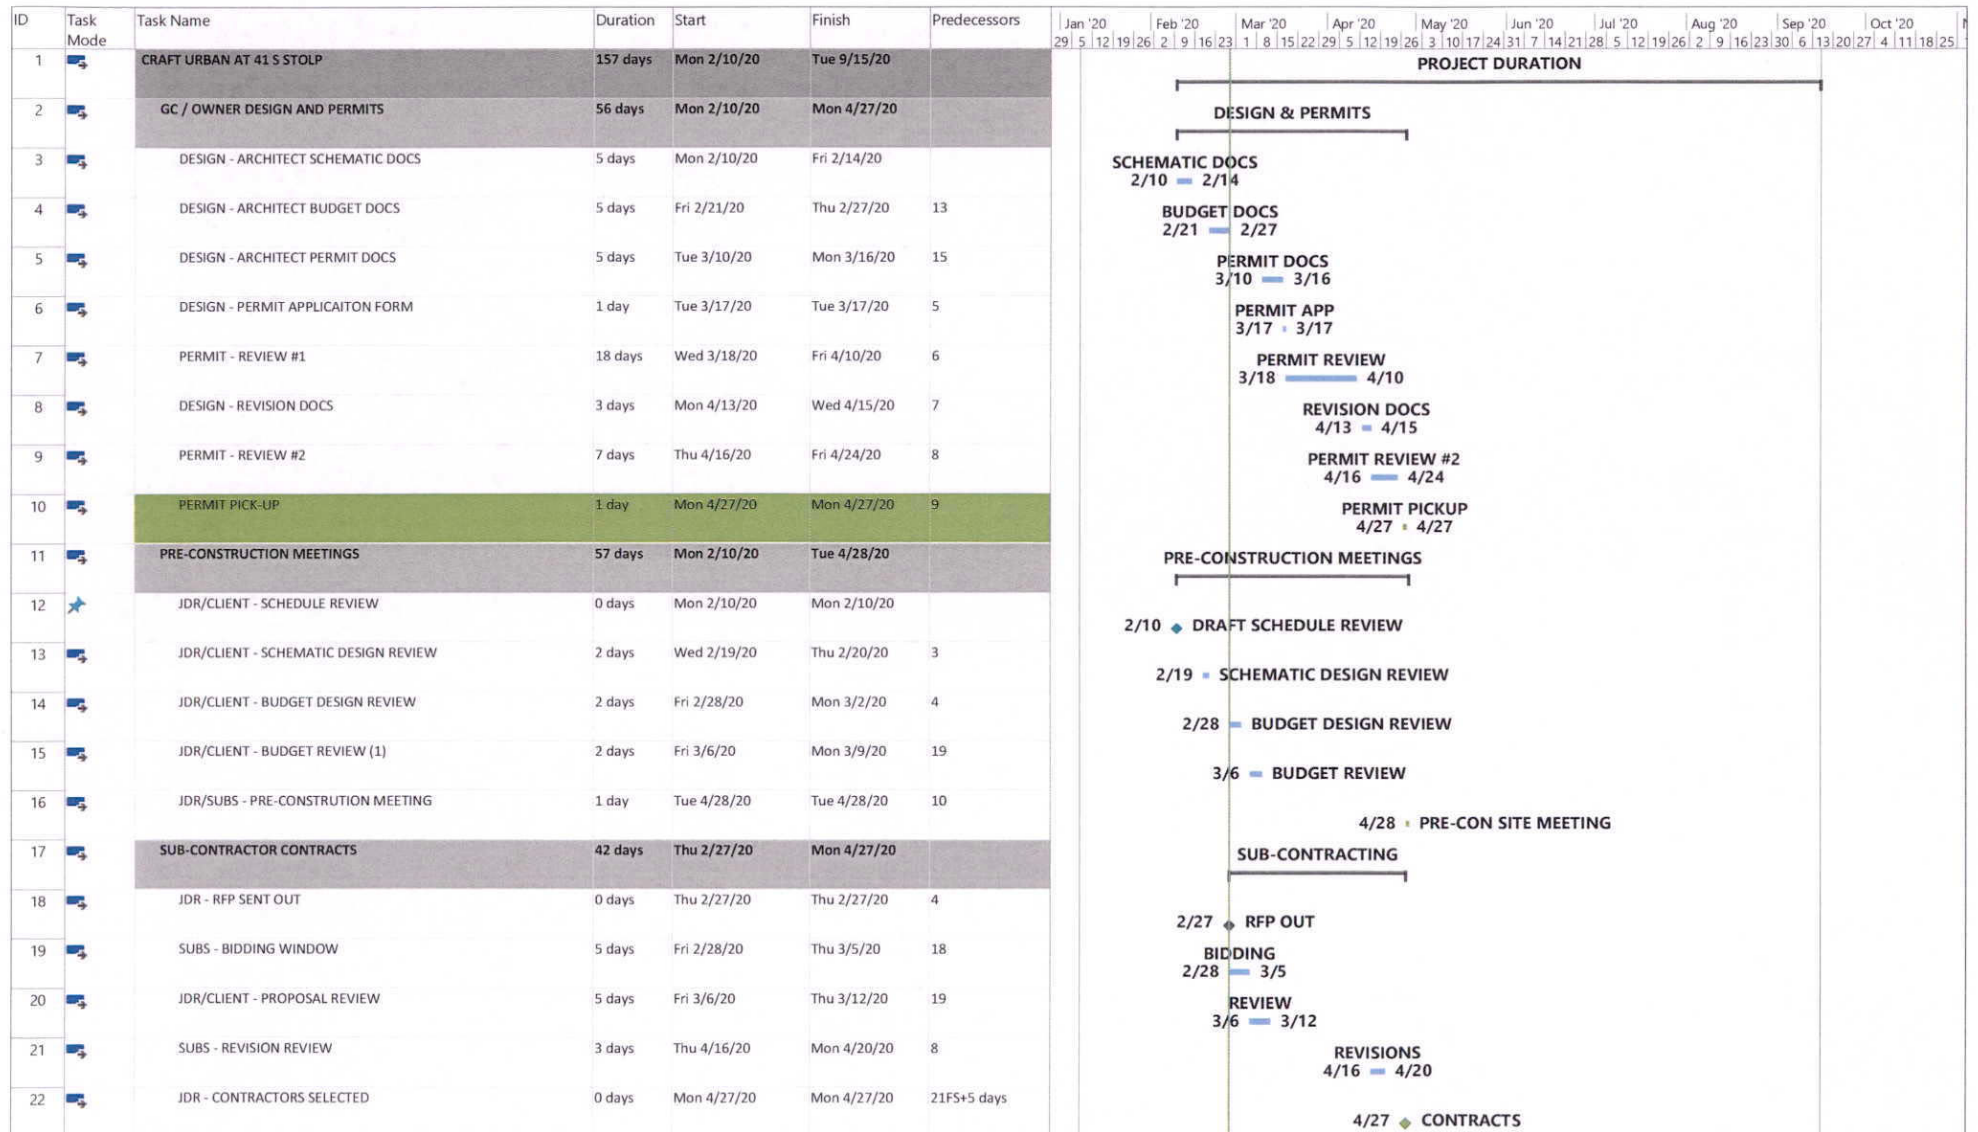 ID Task Mode Task Name Duration Start Finish Predecessors
Jan '20 Feb '20 Mar '20 Apr '20 May '20 Jun '20 Jul '20 Aug '20 Sep '20 Oct '20
29 5 12 19 26 2 9 16 23 1 8 15 22 29 5 12 19 26 3 10 17 24 31 7 14 21 28 5 12 19 26 2 9 16 23 30 6 13 20 27 4 11 18 25
1 CRAFT URBAN AT 41 S STOLP 157 days Mon 2/10/20 Tue 9/15/20
PROJECT DURATION
2 GC / OWNER DESIGN AND PERMITS 56 days Mon 2/10/20 Mon 4/27/20
DESIGN & PERMITS
3 DESIGN - ARCHITECT SCHEMATIC DOCS 5 days Mon 2/10/20 Fri 2/14/20
SCHEMATIC DOCS
2/10 2/14
4 DESIGN - ARCHITECT BUDGET DOCS 5 days Fri 2/21/20 Thu 2/27/20 13
BUDGET DOCS
2/21 2/27
5 DESIGN - ARCHITECT PERMIT DOCS 5 days Tue 3/10/20 Mon 3/16/20 15
PERMIT DOCS
3/10 3/16
6 DESIGN - PERMIT APPLICAITON FORM 1 day Tue 3/17/20 Tue 3/17/20 5
PERMIT APP
3/17 3/17
7 PERMIT - REVIEW #1 18 days Wed 3/18/20 Fri 4/10/20 6
PERMIT REVIEW
3/18 4/10
8 DESIGN - REVISION DOCS 3 days Mon 4/13/20 Wed 4/15/20 7
REVISION DOCS
4/13 4/15
9 PERMIT - REVIEW #2 7 days Thu 4/16/20 Fri 4/24/20 8
PERMIT REVIEW #2
4/16 4/24
10 PERMIT PICK-UP 1 day Mon 4/27/20 Mon 4/27/20 9
PERMIT PICKUP
4/27 4/27
11 PRE-CONSTRUCTION MEETINGS 57 days Mon 2/10/20 Tue 4/28/20
PRE-CONSTRUCTION MEETINGS
12 JDR/CLIENT - SCHEDULE REVIEW 0 days Mon 2/10/20 Mon 2/10/20
2/10 DRAFT SCHEDULE REVIEW
13 JDR/CLIENT - SCHEMATIC DESIGN REVIEW 2 days Wed 2/19/20 Thu 2/20/20 3
2/19 SCHEMATIC DESIGN REVIEW
14 JDR/CLIENT - BUDGET DESIGN REVIEW 2 days Fri 2/28/20 Mon 3/2/20 4
2/28 BUDGET DESIGN REVIEW
15 JDR/CLIENT - BUDGET REVIEW (1) 2 days Fri 3/6/20 Mon 3/9/20 19
3/6 BUDGET REVIEW
16 JDR/SUBS - PRE-CONSTRUTION MEETING 1 day Tue 4/28/20 Tue 4/28/20 10
4/28 PRE-CON SITE MEETING
17 SUB-CONTRACTOR CONTRACTS 42 days Thu 2/27/20 Mon 4/27/20
SUB-CONTRACTING
18 JDR - RFP SENT OUT 0 days Thu 2/27/20 Thu 2/27/20 4
2/27 RFP OUT
19 SUBS - BIDDING WINDOW 5 days Fri 2/28/20 Thu 3/5/20 18
BIDDING
2/28 3/5
20 JDR/CLIENT - PROPOSAL REVIEW 5 days Fri 3/6/20 Thu 3/12/20 19
REVIEW
3/6 3/12
21 SUBS - REVISION REVIEW 3 days Thu 4/16/20 Mon 4/20/20 8
REVISIONS
4/16 4/20
22 JDR - CONTRACTORS SELECTED 0 days Mon 4/27/20 Mon 4/27/20 21FS+5 days
4/27 CONTRACTS